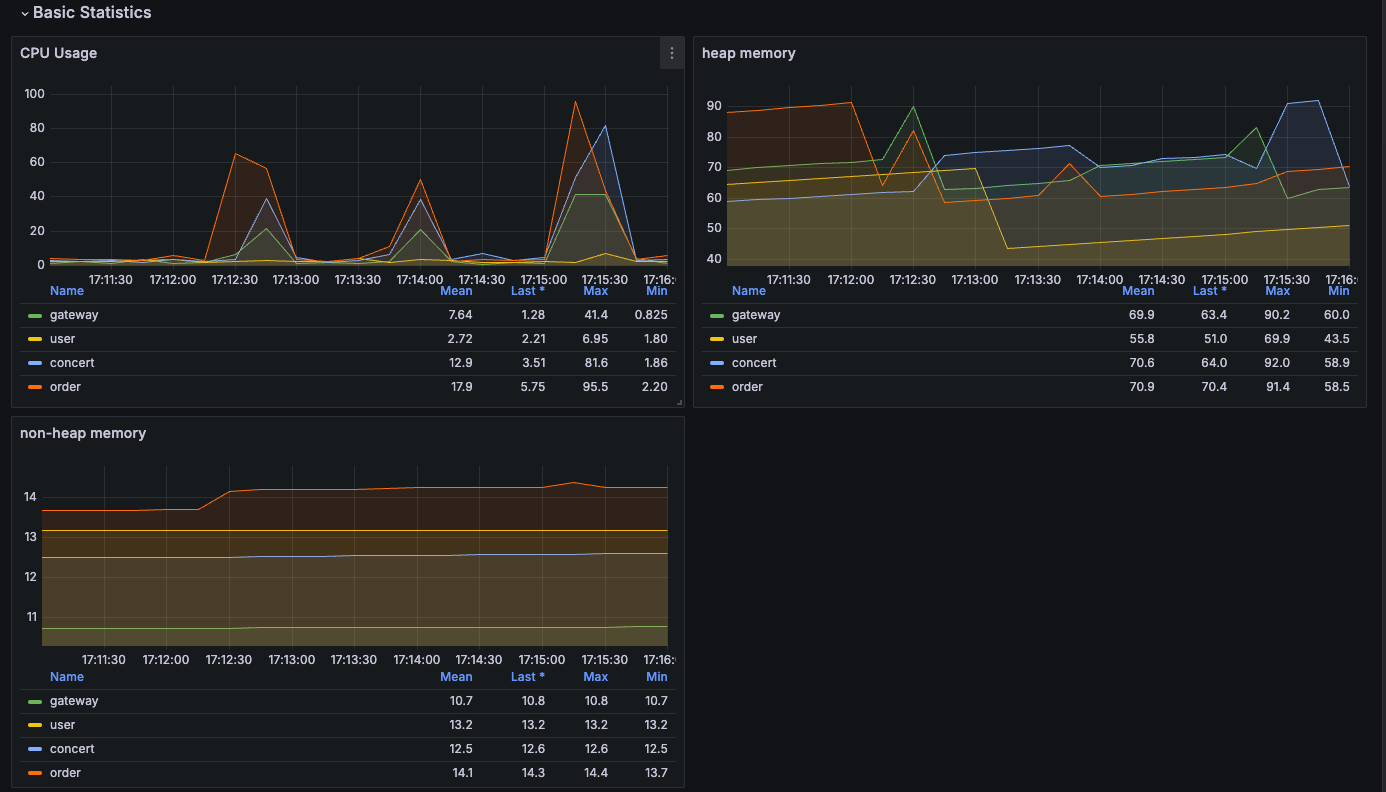 Basic Statistics
CPU Usage
100
80
60
40
20
0
17:11:30 17:12:00 17:12:30 17:13:00 17:13:30 17:14:00 17:14:30 17:15:00 17:15:30 17:16:
Name Mean Last * Max Min
gateway 7.64 1.28 41.4 0.825
user 2.72 2.21 6.95 1.80
concert 12.9 3.51 81.6 1.86
order 17.9 5.75 95.5 2.20
heap memory
90
80
70
60
50
40
17:11:30 17:12:00 17:12:30 17:13:00 17:13:30 17:14:00 17:14:30 17:15:00 17:15:30 17:16:
Name Mean Last * Max Min
gateway 69.9 63.4 90.2 60.0
user 55.8 51.0 69.9 43.5
concert 70.6 64.0 92.0 58.9
order 70.9 70.4 91.4 58.5
non-heap memory
14
13
12
11
17:11:30 17:12:00 17:12:30 17:13:00 17:13:30 17:14:00 17:14:30 17:15:00 17:15:30 17:16:
Name Mean Last * Max Min
gateway 10.7 10.8 10.8 10.7
user 13.2 13.2 13.2 13.2
concert 12.5 12.6 12.6 12.5
order 14.1 14.3 14.4 13.7